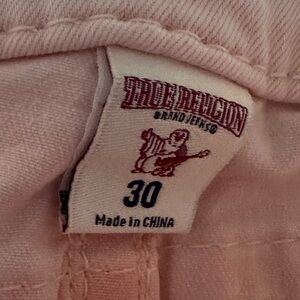 TRUE RELIGION
BRAND JEANS®
30
Made in CHINA